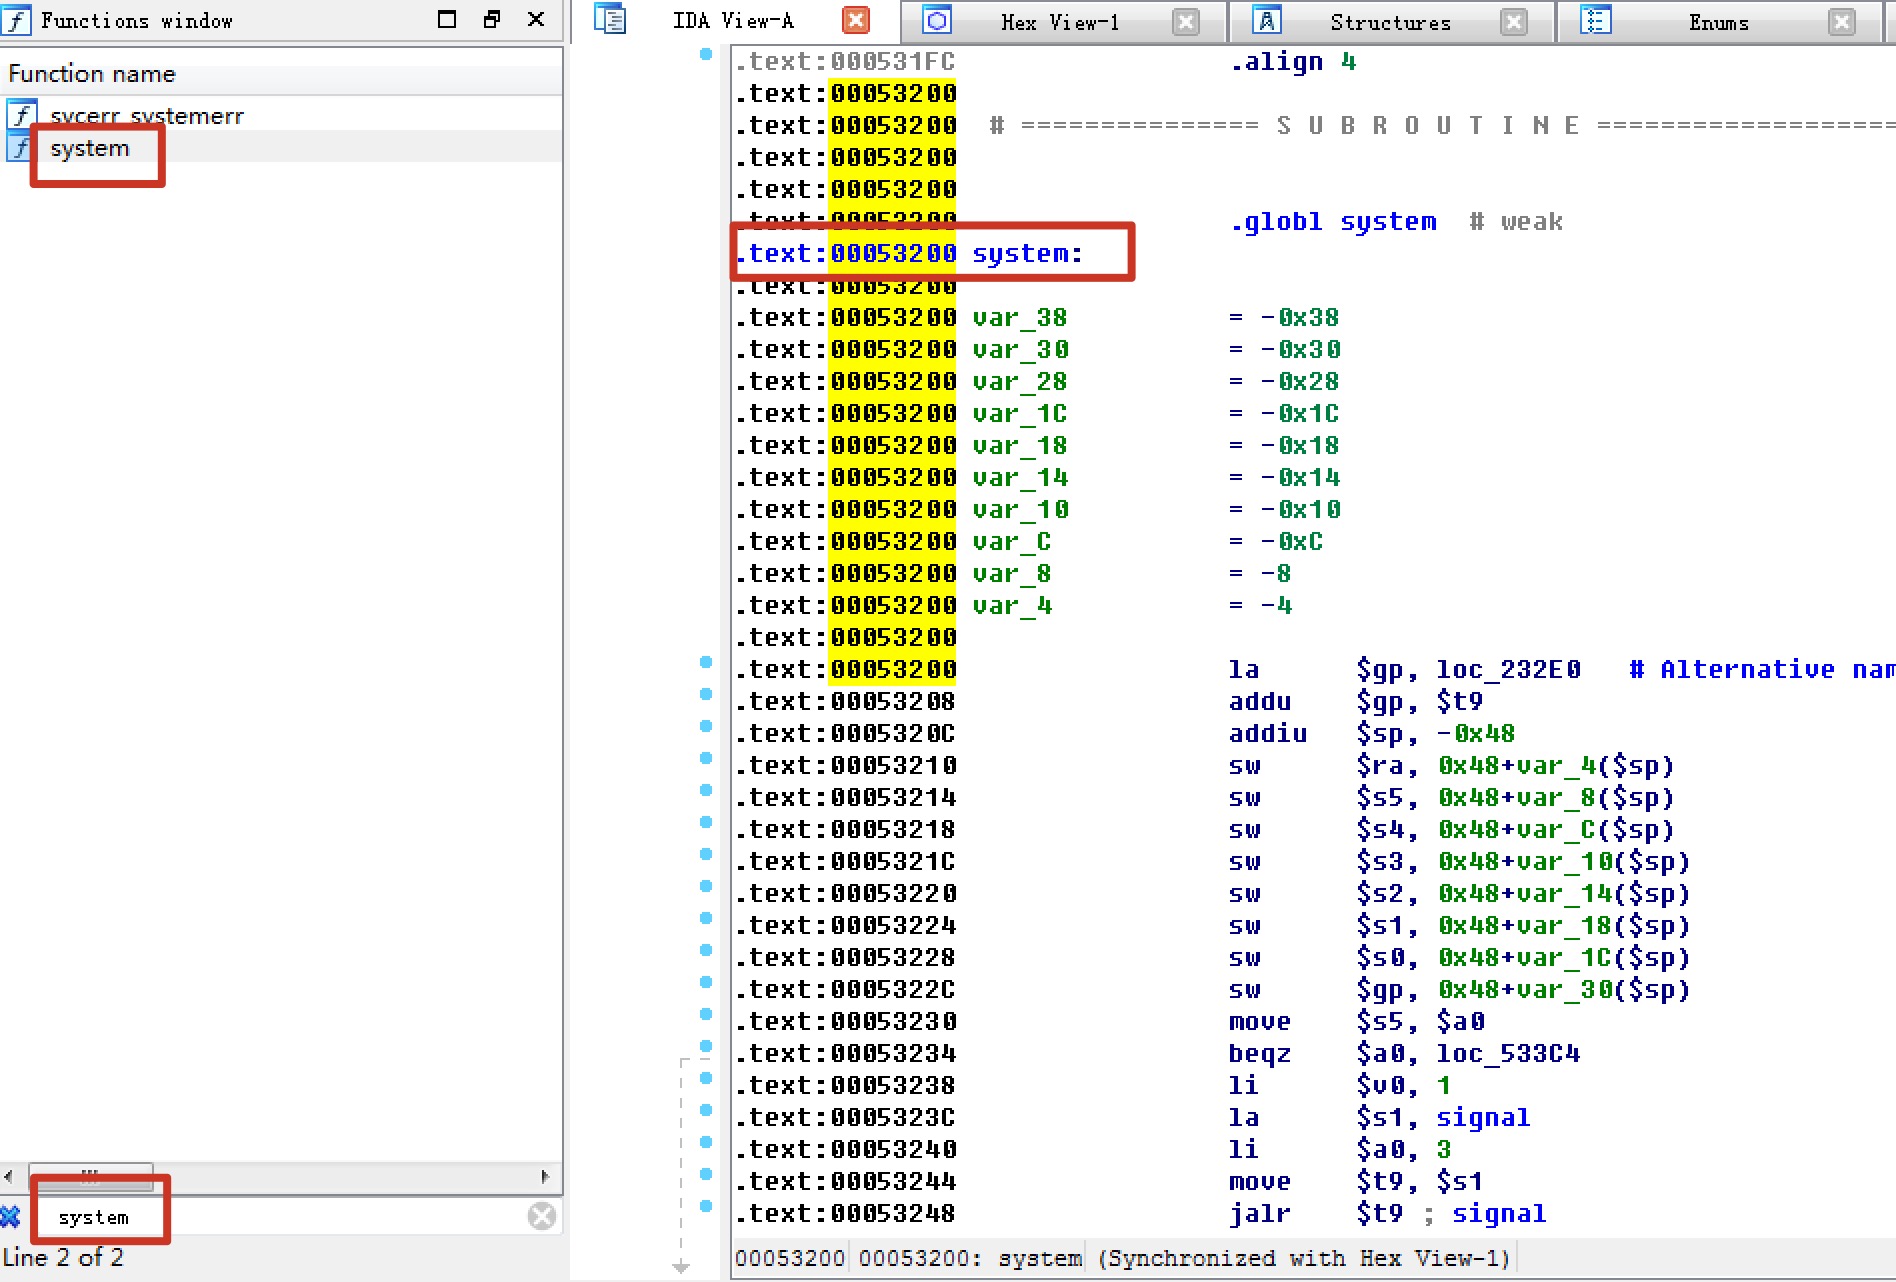 Functions window
Function name
sycerr_systemerr
system
system
Line 2 of 2
IDA View-A
Hex View-1
Structures
Enums
.text:000531FC .align 4
.text:00053200
.text:00053200 # =============== S U B R O U T I N E ===================
.text:00053200
.text:00053200
.text:00053200 .globl system # weak
.text:00053200 system:
.text:00053200
.text:00053200 var_38 = -0x38
.text:00053200 var_30 = -0x30
.text:00053200 var_28 = -0x28
.text:00053200 var_1C = -0x1C
.text:00053200 var_18 = -0x18
.text:00053200 var_14 = -0x14
.text:00053200 var_10 = -0x10
.text:00053200 var_C = -0xC
.text:00053200 var_8 = -8
.text:00053200 var_4 = -4
.text:00053200
.text:00053200 la $gp, loc_232E0 # Alternative nam
.text:00053208 addu $gp, $t9
.text:0005320C addiu $sp, -0x48
.text:00053210 sw $ra, 0x48+var_4($sp)
.text:00053214 sw $s5, 0x48+var_8($sp)
.text:00053218 sw $s4, 0x48+var_C($sp)
.text:0005321C sw $s3, 0x48+var_10($sp)
.text:00053220 sw $s2, 0x48+var_14($sp)
.text:00053224 sw $s1, 0x48+var_18($sp)
.text:00053228 sw $s0, 0x48+var_1C($sp)
.text:0005322C sw $gp, 0x48+var_30($sp)
.text:00053230 move $s5, $a0
.text:00053234 beqz $a0, loc_533C4
.text:00053238 li $v0, 1
.text:0005323C la $s1, signal
.text:00053240 li $a0, 3
.text:00053244 move $t9, $s1
.text:00053248 jalr $t9 ; signal
00053200 00053200: system (Synchronized with Hex View-1)